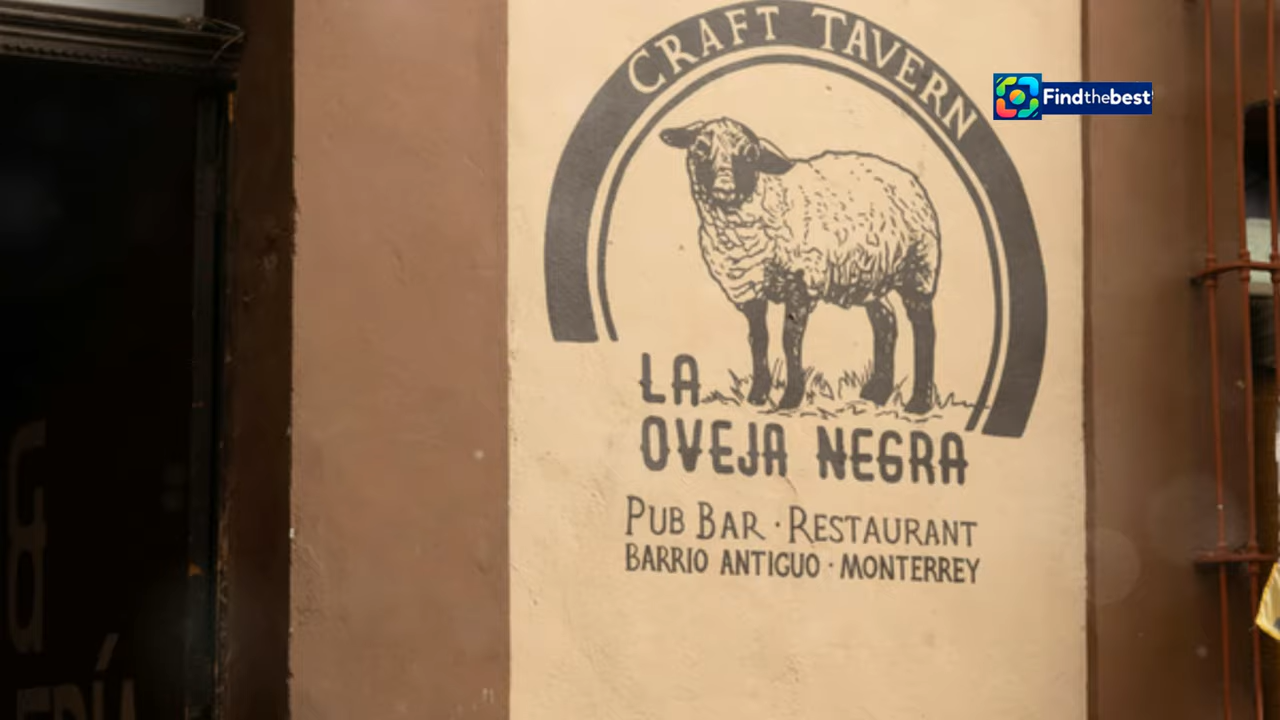 CRAFT TAVERN
Findthebest
LA
OVEJA NEGRA
PUB BAR · RESTAURANT
BARRIO ANTIGUO · MONTERREY